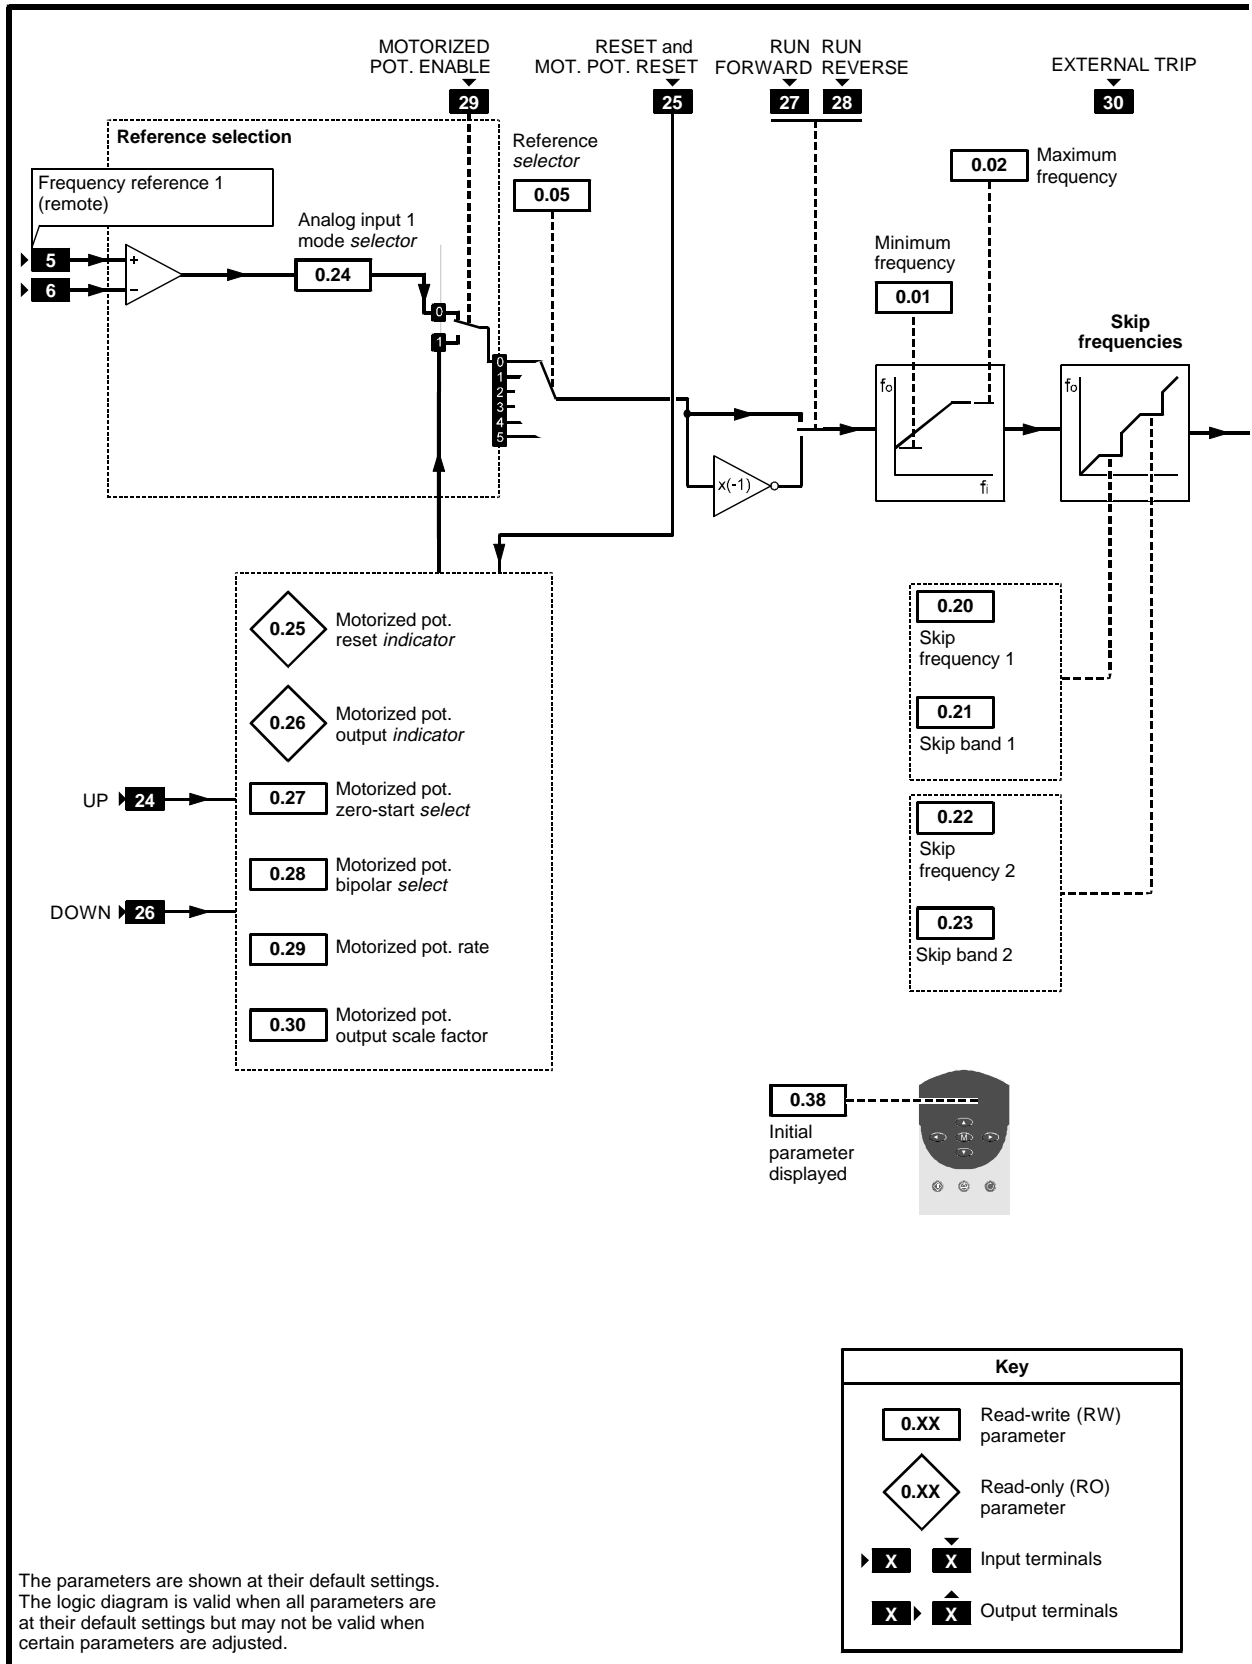 MOTORIZED
POT. ENABLE
29
RESET and
MOT. POT. RESET
25
RUN
FORWARD
27
RUN
REVERSE
28
EXTERNAL TRIP
30
Reference selection
Frequency reference 1
(remote)
5
6
+
−
Analog input 1
mode selector
0.24
0
1
Reference
selector
0.05
0
1
2
3
4
5
x(-1)
Minimum
frequency
0.01
0.02
Maximum
frequency
fo
fi
Skip
frequencies
fo
0.25
Motorized pot.
reset indicator
0.26
Motorized pot.
output indicator
UP
24
0.27
Motorized pot.
zero-start select
0.28
Motorized pot.
bipolar select
DOWN
26
0.29
Motorized pot. rate
0.30
Motorized pot.
output scale factor
0.20
Skip
frequency 1
0.21
Skip band 1
0.22
Skip
frequency 2
0.23
Skip band 2
0.38
Initial
parameter
displayed
M
Key
0.XX
Read-write (RW)
parameter
0.XX
Read-only (RO)
parameter
X
X
Input terminals
X
X
Output terminals
The parameters are shown at their default settings.
The logic diagram is valid when all parameters are
at their default settings but may not be valid when
certain parameters are adjusted.